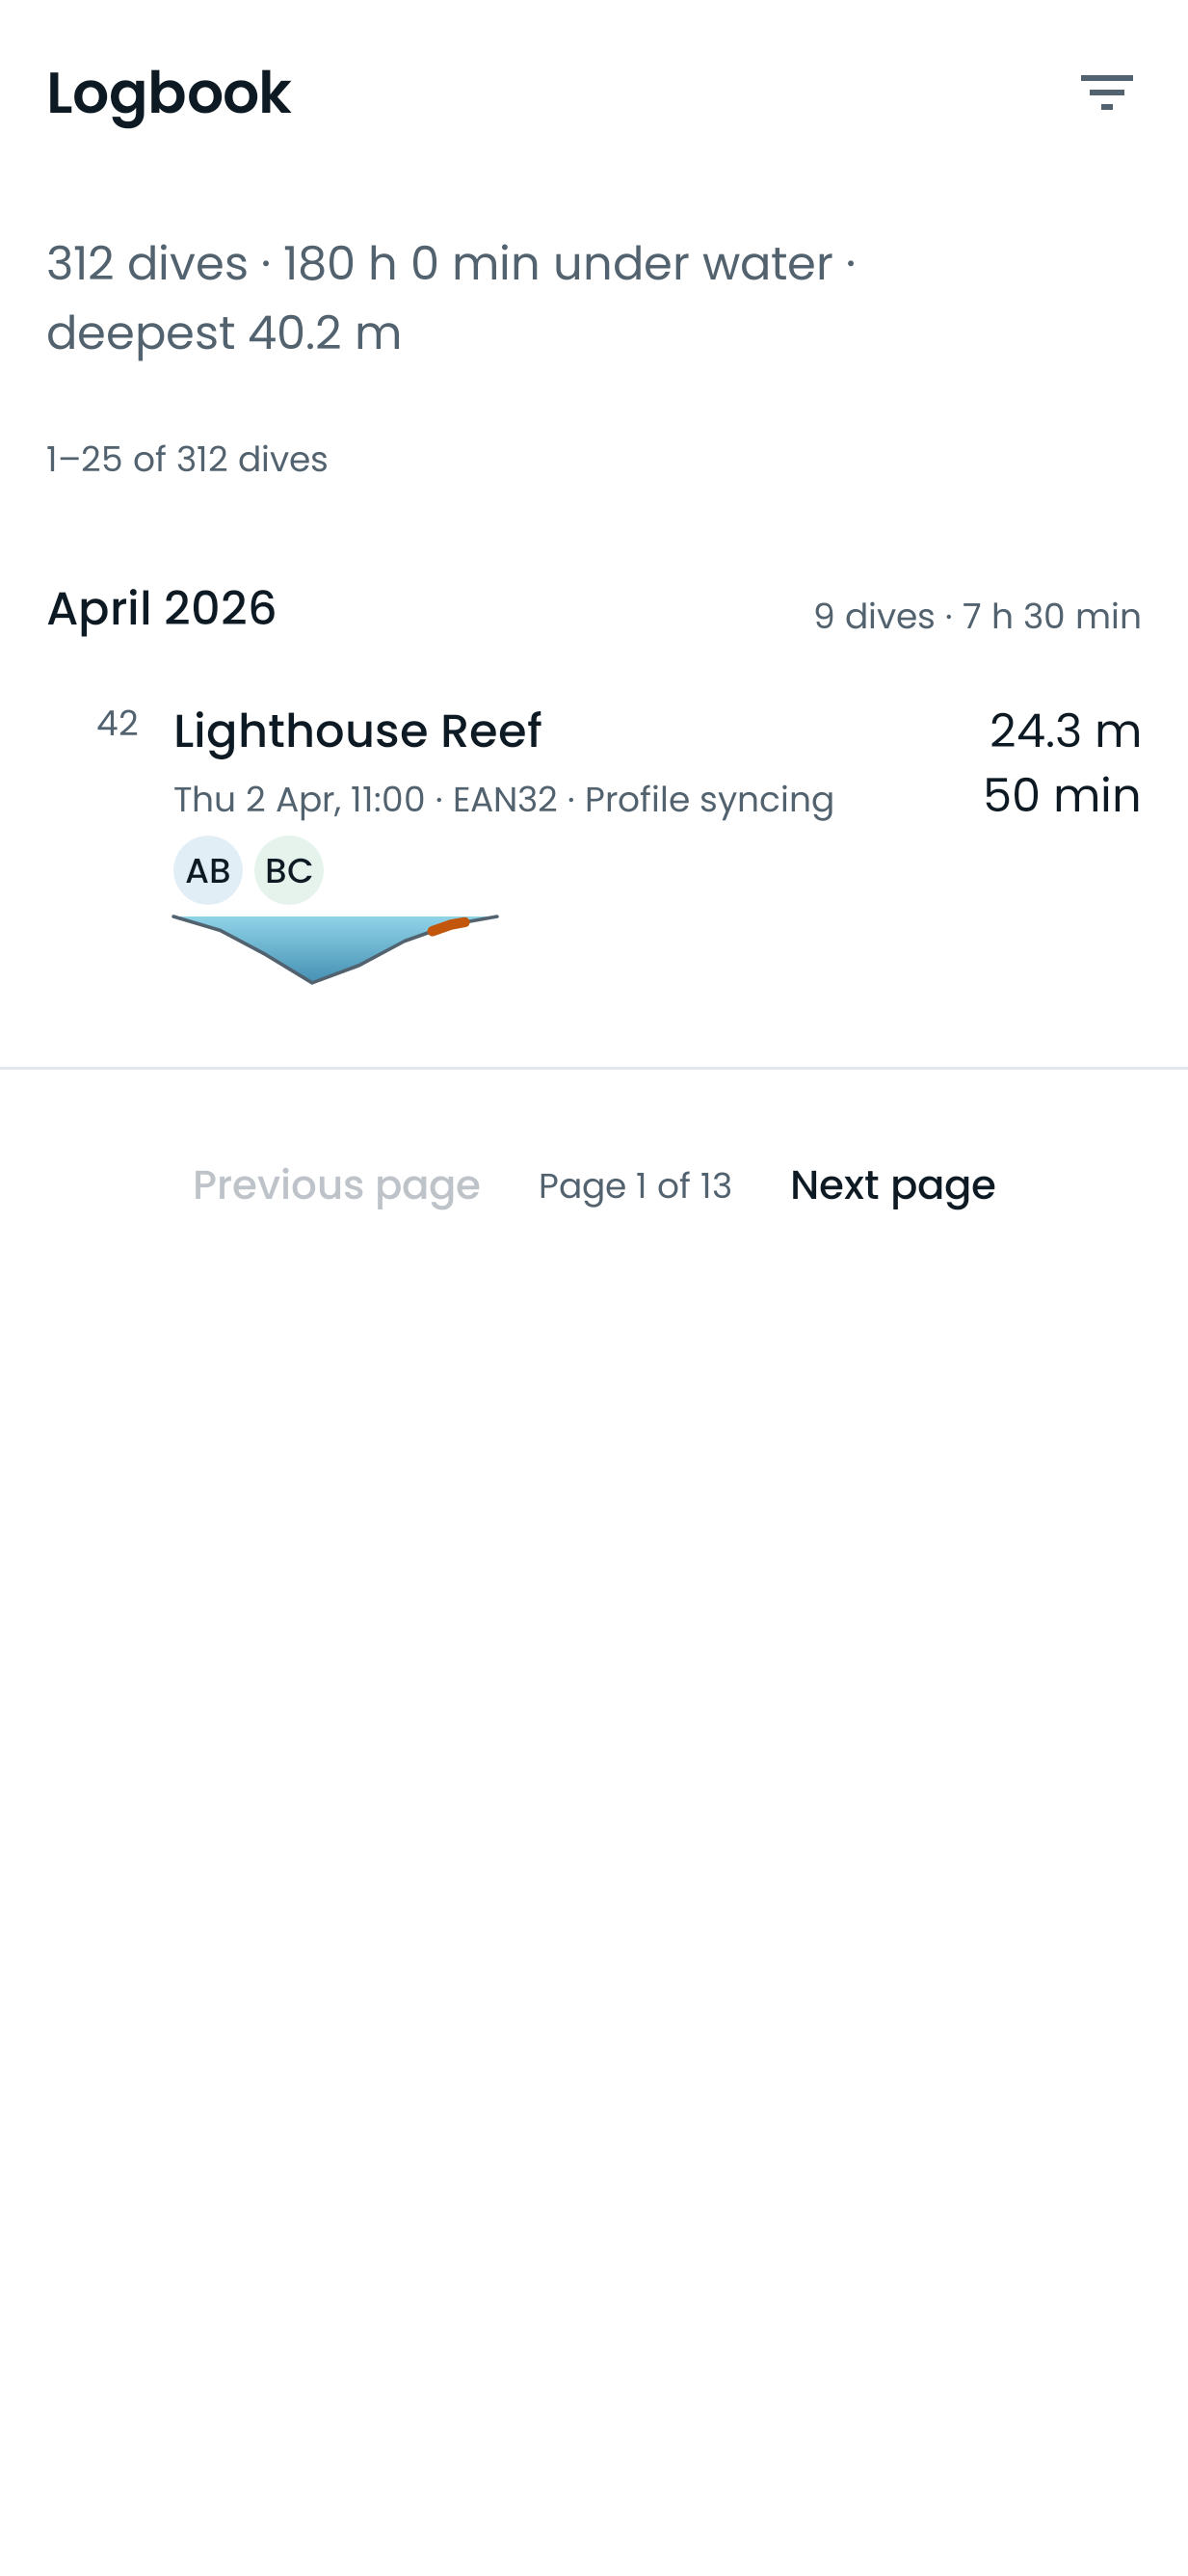 Logbook
312 dives · 180 h 0 min under water ·
deepest 40.2 m
1–25 of 312 dives
April 2026
9 dives · 7 h 30 min
42
Lighthouse Reef
24.3 m
Thu 2 Apr, 11:00 · EAN32 · Profile syncing
50 min
AB BC
Previous page
Page 1 of 13
Next page